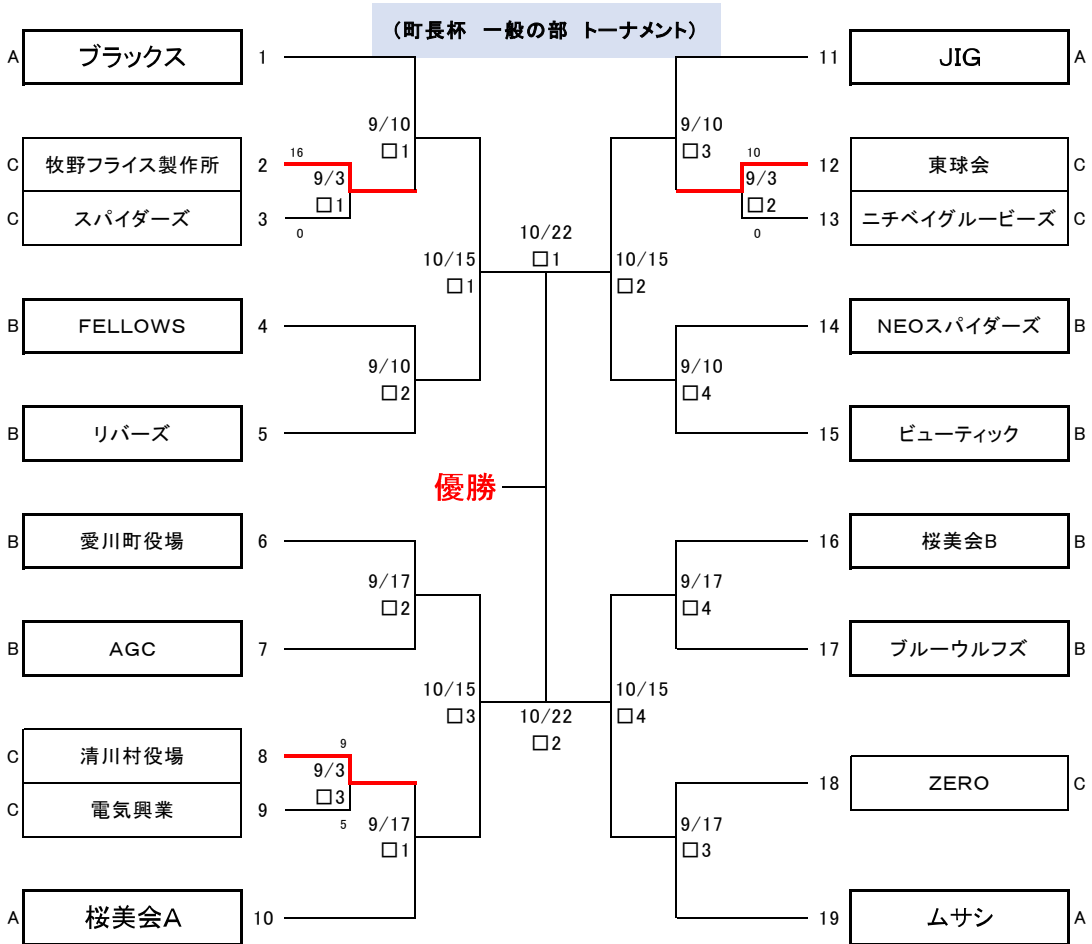 (町長杯 一般の部 トーナメント)
A ブラックス 1
11 JIG A
9/10
□1
9/10
□3
C 牧野フライス製作所 2
16
9/3
□1
C スパイダーズ 3
0
10
12 東球会 C
9/3
□2
13 ニチベイグルービーズ C
0
10/15
□1
10/22
□1
10/15
□2
B FELLOWS 4
14 NEOスパイダーズ B
9/10
□2
9/10
□4
B リバーズ 5
15 ビューティック B
優勝
B 愛川町役場 6
16 桜美会B B
9/17
□2
9/17
□4
B AGC 7
17 ブルーウルフズ B
10/15
□3
10/22
□2
10/15
□4
C 清川村役場 8
9
9/3
□3
C 電気興業 9
5
18 ZERO C
9/17
□1
9/17
□3
A 桜美会A 10
19 ムサシ A